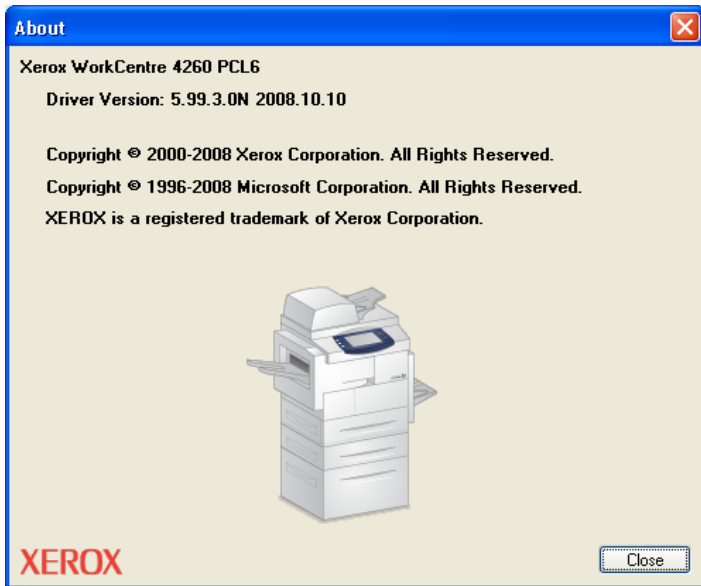 About
Xerox WorkCentre 4260 PCL6
Driver Version: 5.99.3.0N 2008.10.10
Copyright © 2000-2008 Xerox Corporation. All Rights Reserved.
Copyright © 1996-2008 Microsoft Corporation. All Rights Reserved.
XEROX is a registered trademark of Xerox Corporation.
XEROX
Close